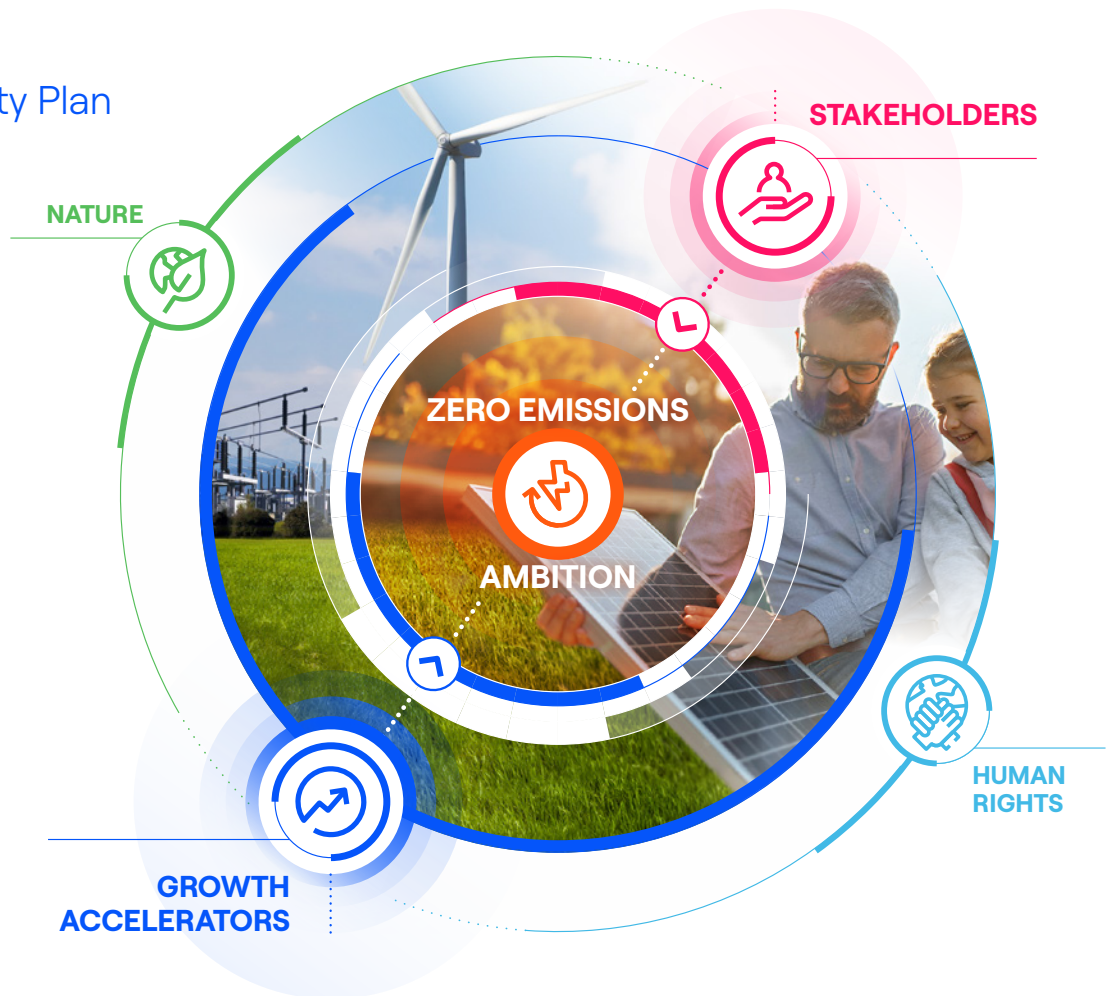 ty Plan
STAKEHOLDERS
NATURE
ZERO EMISSIONS
AMBITION
HUMAN
RIGHTS
GROWTH
ACCELERATORS